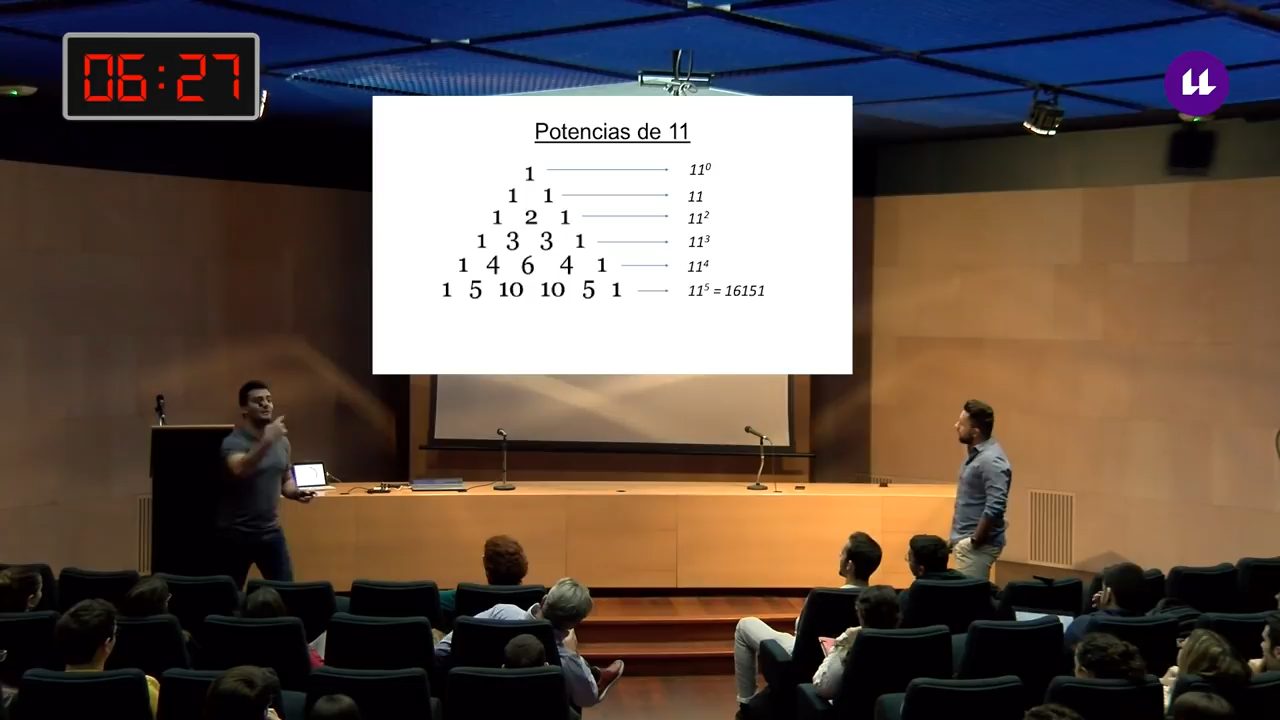 06:27
Potencias de 11
1 11⁰
1 1 11
1 2 1 11²
1 3 3 1 11³
1 4 6 4 1 11⁴
1 5 10 10 5 1 11⁵ = 16151